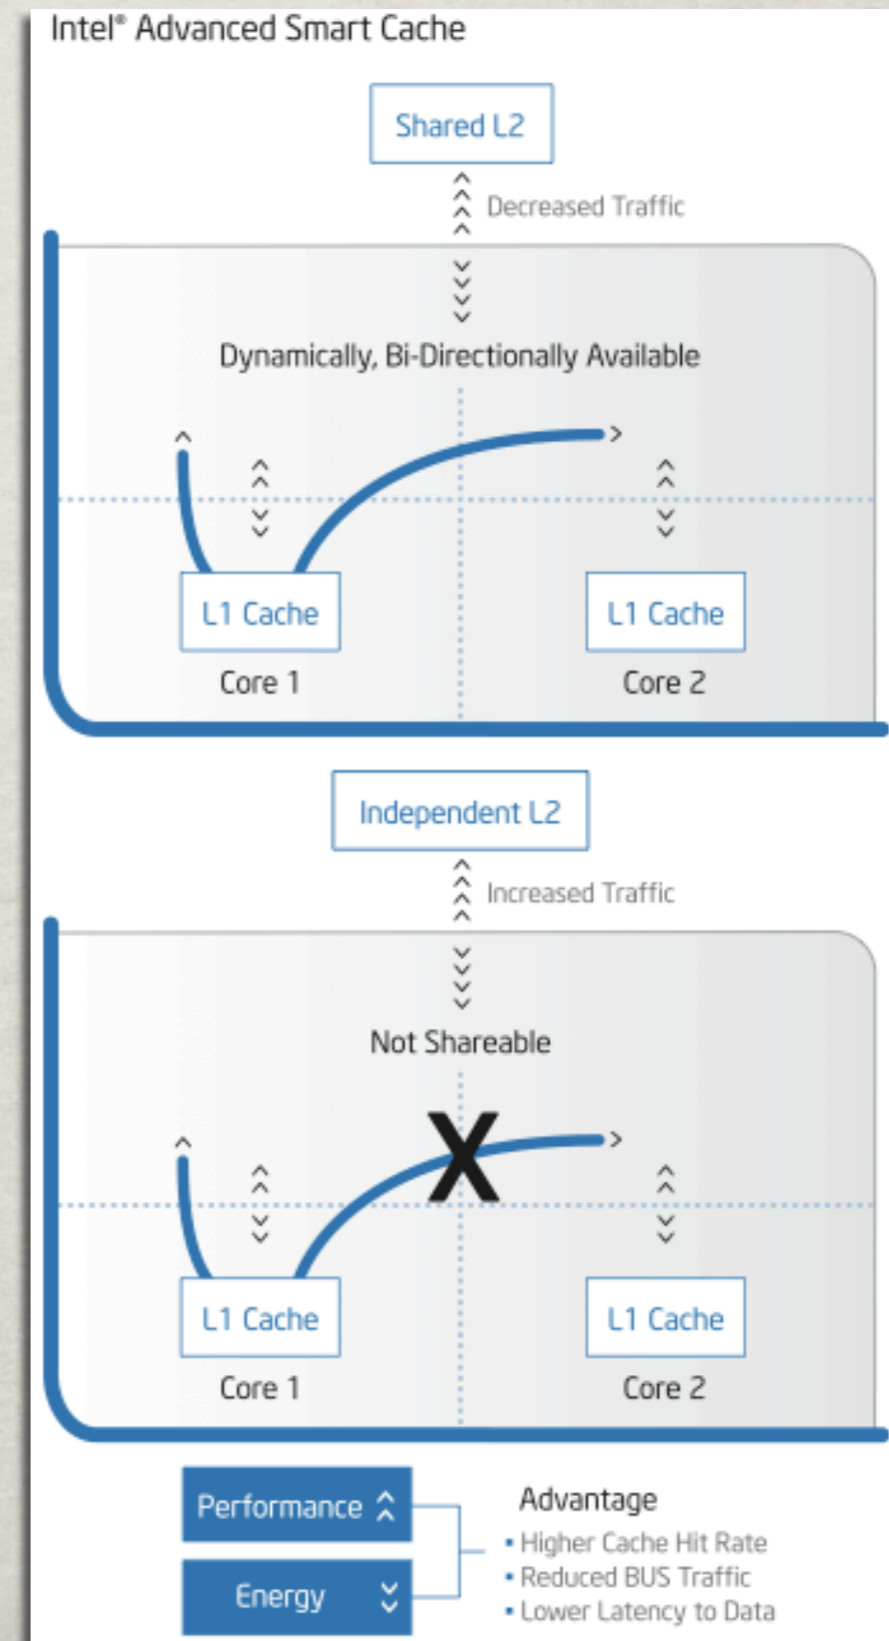 Intel® Advanced Smart Cache
Shared L2
Decreased Traffic
Dynamically, Bi-Directionally Available
L1 Cache
L1 Cache
Core 1
Core 2
Independent L2
Increased Traffic
Not Shareable
X
L1 Cache
L1 Cache
Core 1
Core 2
Performance
Energy
Advantage
▪ Higher Cache Hit Rate
▪ Reduced BUS Traffic
▪ Lower Latency to Data